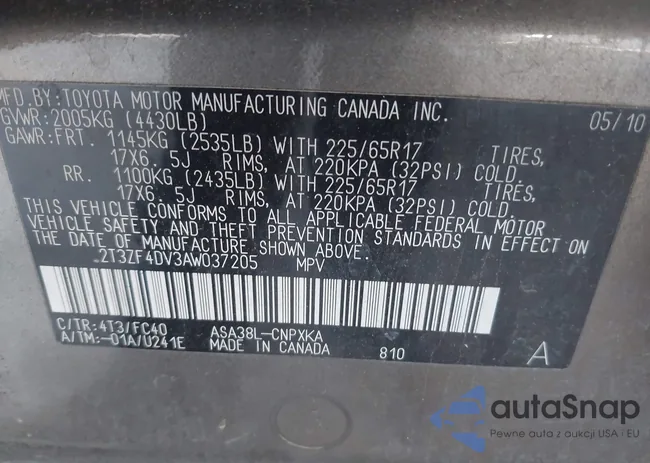 MFD.BY:TOYOTA MOTOR MANUFACTURING CANADA INC. 05/10
GVWR:2005KG (4430LB)
GAWR:FRT. 1145KG (2535LB) WITH 225/65R17 TIRES,
17X6.5J RIMS, AT 220KPA (32PSI) COLD.
RR. 1100KG (2435LB) WITH 225/65R17 TIRES,
17X6.5J RIMS, AT 220KPA (32PSI) COLD.
THIS VEHICLE CONFORMS TO ALL APPLICABLE FEDERAL MOTOR
VEHICLE SAFETY AND THEFT PREVENTION STANDARDS IN EFFECT ON
THE DATE OF MANUFACTURE SHOWN ABOVE.
2T3ZF4DV3AW037205 MPV
C/TR:4T3/FC40 ASA38L-CNPXKA
A/TM:-01A/U241E MADE IN CANADA 810 A
autaSnap
Pewne auta z aukcji USA i EU